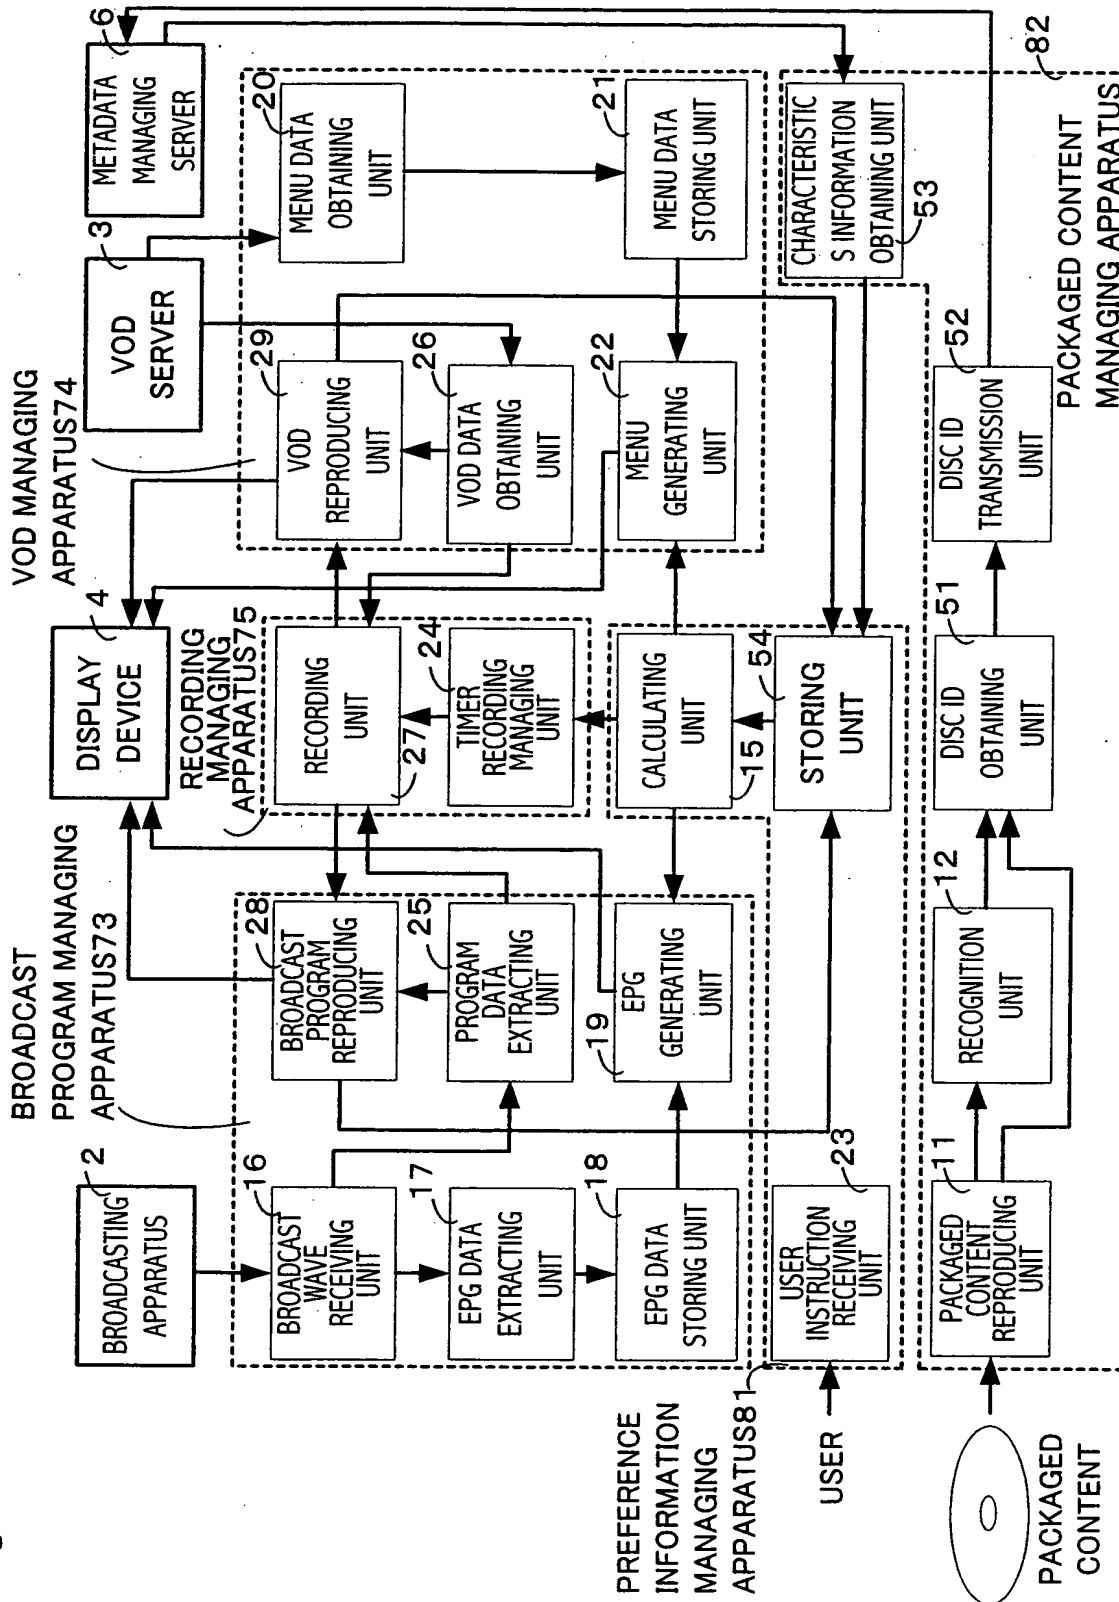 BROADCAST
PROGRAM MANAGING
APPARATUS73
VOD MANAGING
APPARATUS74
BROADCASTING
APPARATUS
2
DISPLAY
DEVICE
4
VOD
SERVER
3
METADATA
MANAGING
SERVER
6
RECORDING
MANAGING
APPARATUS75
BROADCAST
WAVE
RECEIVING
UNIT
16
BROADCAST
PROGRAM
REPRODUCING
UNIT
28
RECORDING
UNIT
27
VOD
REPRODUCING
UNIT
29
MENU DATA
OBTAINING
UNIT
20
EPG DATA
EXTRACTING
UNIT
17
PROGRAM
DATA
EXTRACTING
UNIT
25
TIMER
RECORDING
MANAGING
UNIT
24
VOD DATA
OBTAINING
UNIT
26
EPG DATA
STORING UNIT
18
EPG
GENERATING
UNIT
19
CALCULATING
UNIT
15
MENU
GENERATING
UNIT
22
MENU DATA
STORING UNIT
21
PREFERENCE
INFORMATION
MANAGING
APPARATUS81
USER
USER
INSTRUCTION
RECEIVING
UNIT
23
STORING
UNIT
54
CHARACTERISTIC
S INFORMATION
OBTAINING UNIT
53
82
PACKAGED
CONTENT
PACKAGED
CONTENT
REPRODUCING
UNIT
11
RECOGNITION
UNIT
12
DISC ID
OBTAINING
UNIT
51
DISC ID
TRANSMISSION
UNIT
52
PACKAGED CONTENT
MANAGING APPARATUS